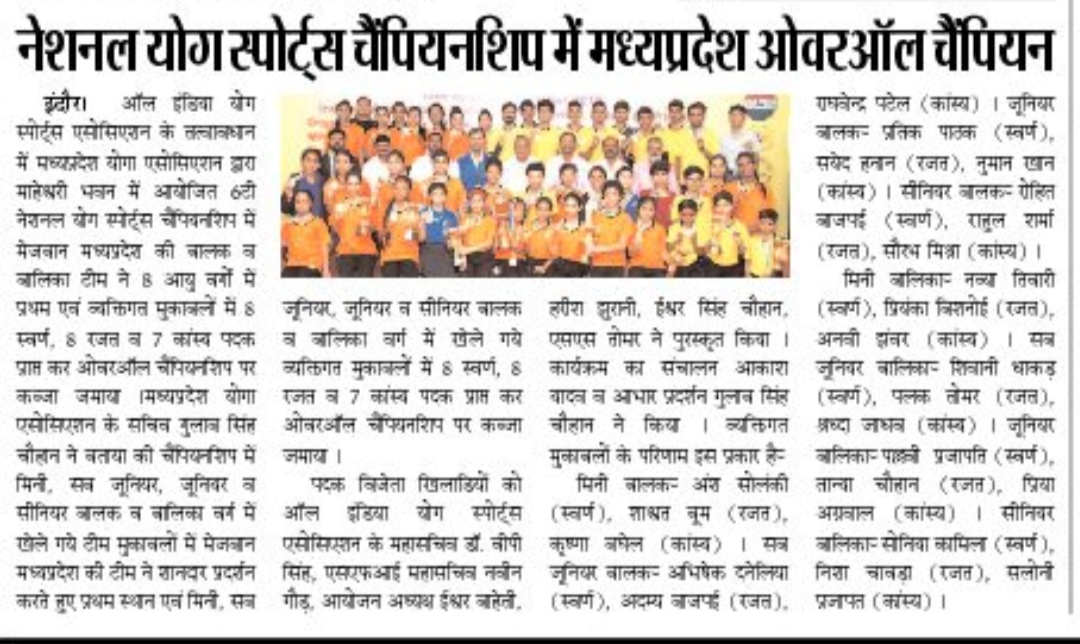 नेशनल योग स्पोर्ट्स चैंपियनशिप में मध्यप्रदेश ओवरऑल चैंपियन
इंदौर। ऑल इंडिया योग
स्पोर्ट्स एसोसिएशन के तत्वावधान
में मध्यप्रदेश योगा एसोसिएशन द्वारा
माहेश्वरी भवन में आयोजित 6टी
नेशनल योग स्पोर्ट्स चैंपियनशिप में
मेजबान मध्यप्रदेश की बालक व
बालिका टीम ने 8 आयु वर्गो में
प्रथम एवं व्यक्तिगत मुकाबलों में 8
स्वर्ण, 8 रजत व 7 कांस्य पदक
प्राप्त कर ओवरऑल चैंपियनशिप पर
कब्जा जमाया ।मध्यप्रदेश योगा
एसोसिएशन के सचिव गुलाब सिंह
चौहान ने बताया की चैंपियनशिप में
मिनी, सब जूनियर, जूनियर व
सीनियर बालक व बालिका वर्ग में
खेले गये टीम मुकाबलों में मेजबान
मध्यप्रदेश की टीम ने शानदार प्रदर्शन
करते हुए प्रथम स्थान एवं मिनी, सब
जूनियर, जूनियर व सीनियर बालक
व बालिका वर्ग में खेले गये
व्यक्तिगत मुकाबलों में 8 स्वर्ण, 8
रजत व 7 कांस्य पदक प्राप्त कर
ओवरऑल चैंपियनशिप पर कब्जा
जमाया ।
पदक विजेता खिलाडियों को
ऑल इंडिया योग स्पोर्ट्स
एसोसिएशन के महासचिव डॉ. वीपी
सिंह, एसएफआई महासचिव नवीन
गौड़, आयोजन अध्यक्ष ईश्वर बाहेती,
हरीश झुरानी, ईश्वर सिंह चौहान,
एसएस तोमर ने पुरस्कृत किया ।
कार्यक्रम का संचालन आकाश
यादव व आभार प्रदर्शन गुलाब सिंह
चौहान ने किया । व्यक्तिगत
मुकाबलों के परिणाम इस प्रकार है-
मिनी बालक- अंश सोलंकी
(स्वर्ण), शाश्वत वूम (रजत),
कृष्णा बघेल (कांस्य) । सब
जूनियर बालक- अभिषेक दनेलिया
(स्वर्ण), अदम्य बाजपई (रजत),
राघवेन्द्र पटेल (कांस्य) । जूनियर
बालक- प्रतिक पाठक (स्वर्ण),
सयेद हनान (रजत), नुमान खान
(कांस्य) । सीनियर बालक- रोहित
बाजपई (स्वर्ण), राहुल शर्मा
(रजत), सौरभ मिश्रा (कांस्य) ।
मिनी बालिका- नव्या तिवारी
(स्वर्ण), प्रियंका बिशनोई (रजत),
अनवी झंवर (कांस्य) । सब
जूनियर बालिका- शिवानी धाकड़
(स्वर्ण), पलक तोमर (रजत),
श्रध्दा जाधव (कांस्य) । जूनियर
बालिका- पाल्लवी प्रजापति (स्वर्ण),
तान्या चौहान (रजत), प्रिया
अग्रवाल (कांस्य) । सीनियर
बालिका- सोनिया कामिला (स्वर्ण),
निशा चावड़ा (रजत), सलोनी
प्रजापत (कांस्य) ।